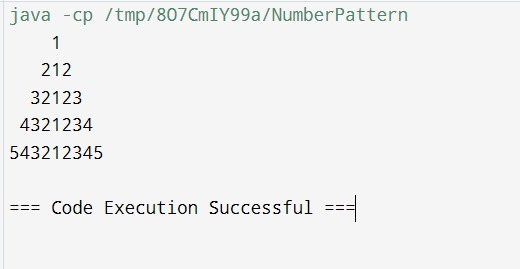 java -cp /tmp/8O7CmIY99a/NumberPattern
    1
   212
  32123
 4321234
543212345
=== Code Execution Successful ===